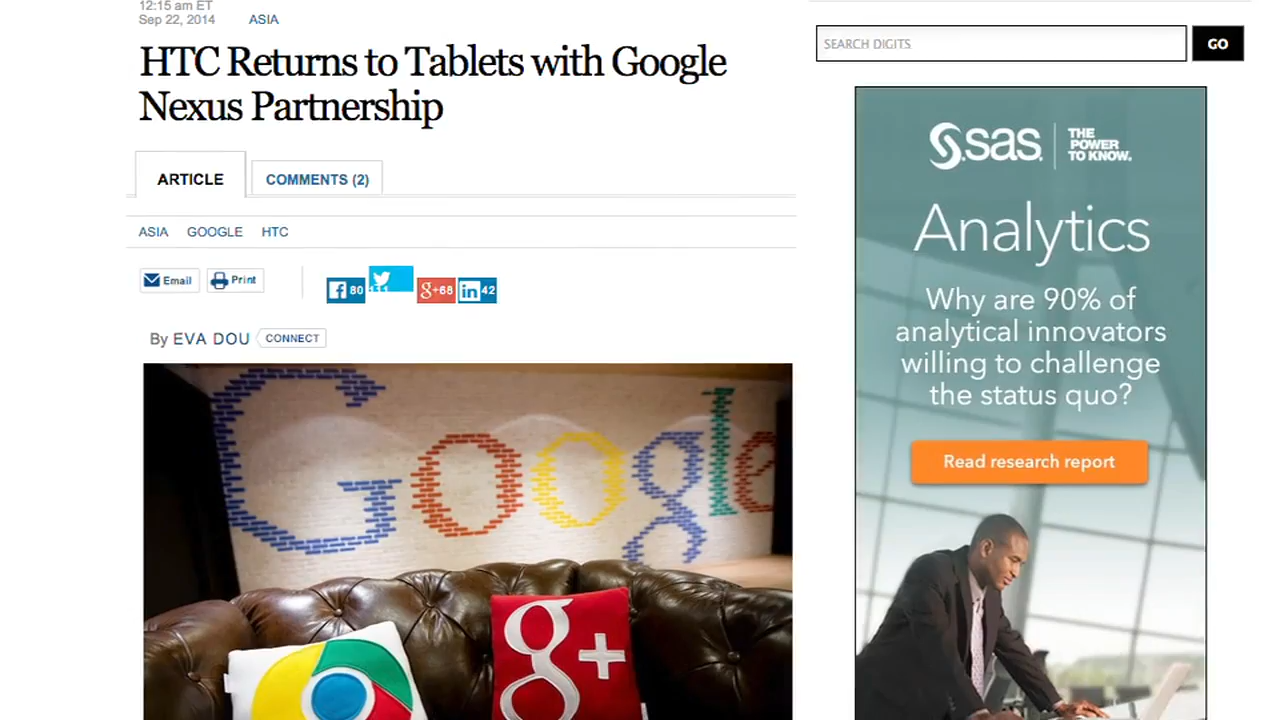 12:15 am ET
Sep 22, 2014 ASIA
HTC Returns to Tablets with Google
Nexus Partnership
ARTICLE COMMENTS (2)
ASIA GOOGLE HTC
Email Print
80 111 g+68 in 42
By EVA DOU CONNECT
Google
g+
SEARCH DIGITS GO
sas THE
POWER
TO KNOW.
Analytics
Why are 90% of
analytical innovators
willing to challenge
the status quo?
Read research report